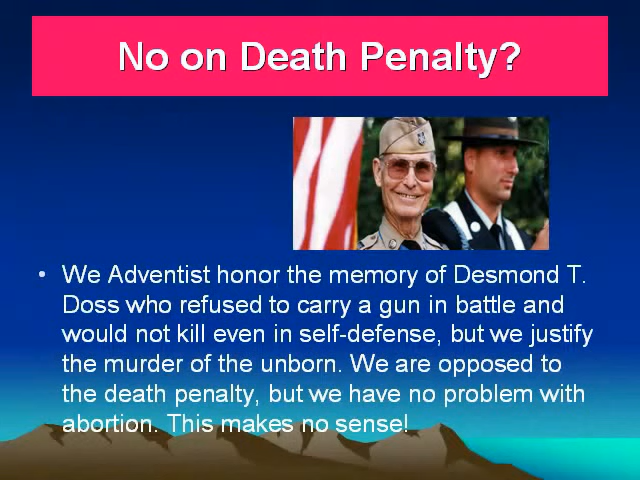 No on Death Penalty?
• We Adventist honor the memory of Desmond T.
Doss who refused to carry a gun in battle and
would not kill even in self-defense, but we justify
the murder of the unborn. We are opposed to
the death penalty, but we have no problem with
abortion. This makes no sense!